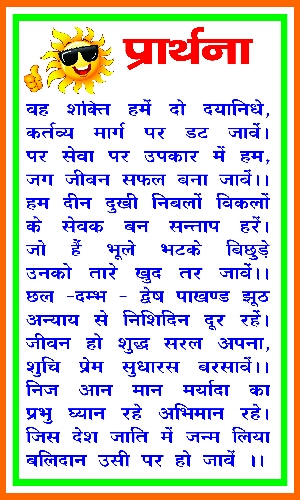 प्रार्थना
वह शक्ति हमें दो दयानिधे,
कर्तव्य मार्ग पर डट जावें।
पर सेवा पर उपकार में हम,
जग जीवन सफल बना जावें।।
हम दीन दुखी निबलों विकलों
के सेवक बन सन्ताप हरें।
जो हैं भूले भटके बिछुड़े
उनको तारे खुद तर जावें।।
छल -दम्भ - द्वेष पाखण्ड झूठ
अन्याय से निशिदिन दूर रहें।
जीवन हो शुद्ध सरल अपना,
शुचि प्रेम सुधारस बरसावें।।
निज आन मान मर्यादा का
प्रभु ध्यान रहे अभिमान रहे।
जिस देश जाति में जन्म लिया
बलिदान उसी पर हो जावें ।।